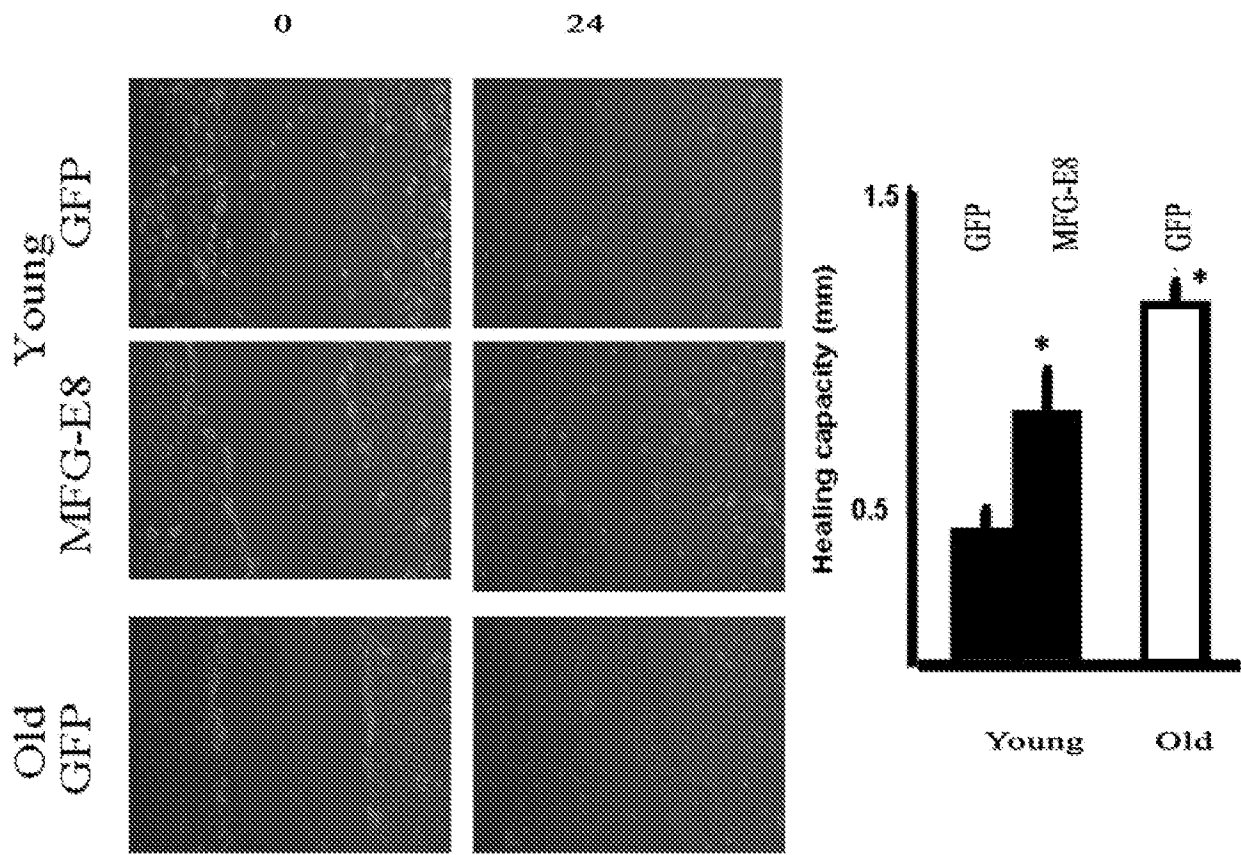 0
24
Young
GFP
MFG-E8
Old
GFP
Healing capacity (mm)
1.5
0.5
GFP
MFG-E8
GFP
*
*
Young
Old